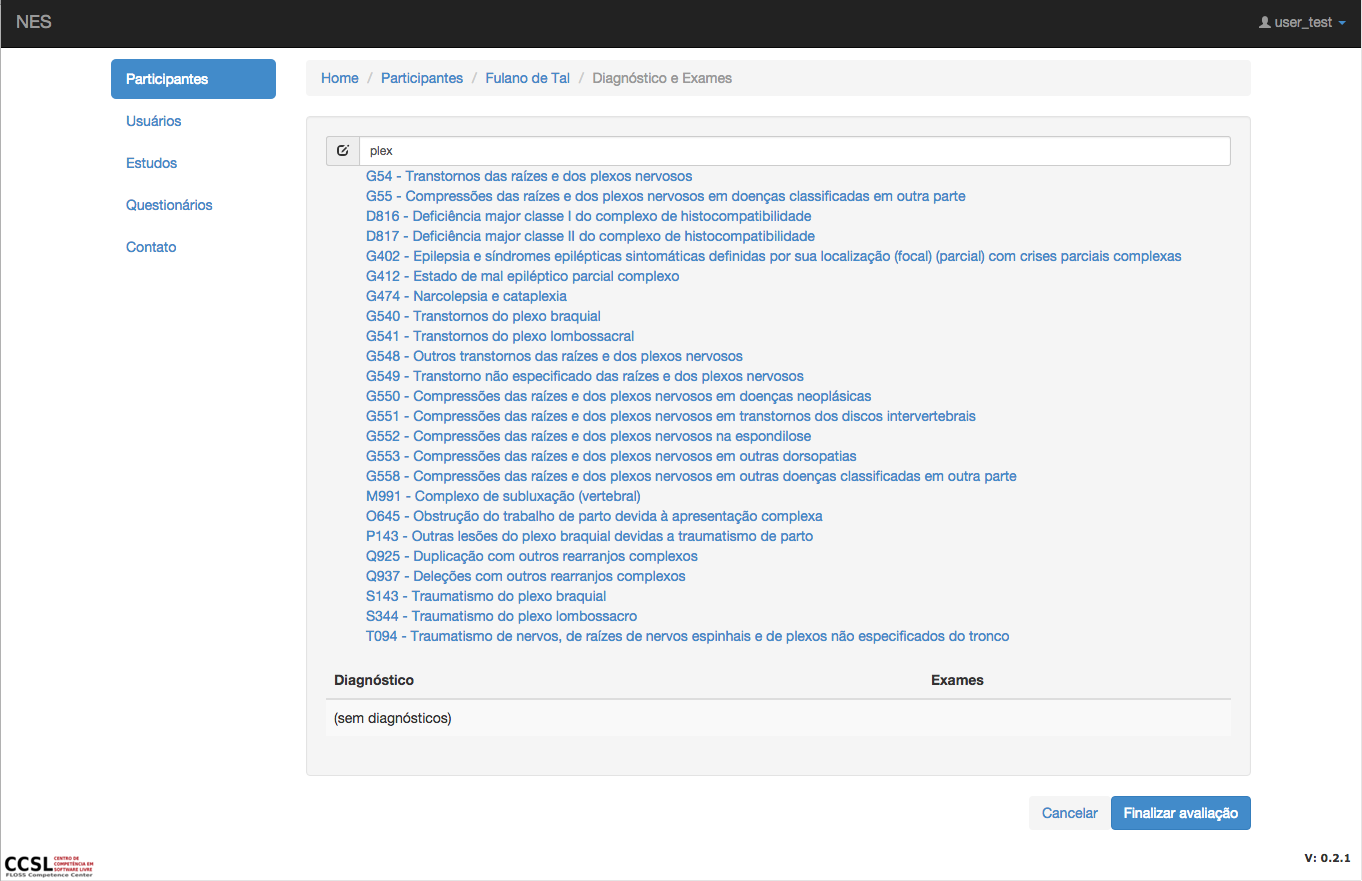 NES
user_test
Participantes
Usuários
Estudos
Questionários
Contato
Home / Participantes / Fulano de Tal / Diagnóstico e Exames
plex
G54 - Transtornos das raízes e dos plexos nervosos
G55 - Compressões das raízes e dos plexos nervosos em doenças classificadas em outra parte
D816 - Deficiência major classe I do complexo de histocompatibilidade
D817 - Deficiência major classe II do complexo de histocompatibilidade
G402 - Epilepsia e síndromes epilépticas sintomáticas definidas por sua localização (focal) (parcial) com crises parciais complexas
G412 - Estado de mal epiléptico parcial complexo
G474 - Narcolepsia e cataplexia
G540 - Transtornos do plexo braquial
G541 - Transtornos do plexo lombossacral
G548 - Outros transtornos das raízes e dos plexos nervosos
G549 - Transtorno não especificado das raízes e dos plexos nervosos
G550 - Compressões das raízes e dos plexos nervosos em doenças neoplásicas
G551 - Compressões das raízes e dos plexos nervosos em transtornos dos discos intervertebrais
G552 - Compressões das raízes e dos plexos nervosos na espondilose
G553 - Compressões das raízes e dos plexos nervosos em outras dorsopatias
G558 - Compressões das raízes e dos plexos nervosos em outras doenças classificadas em outra parte
M991 - Complexo de subluxação (vertebral)
O645 - Obstrução do trabalho de parto devida à apresentação complexa
P143 - Outras lesões do plexo braquial devidas a traumatismo de parto
Q925 - Duplicação com outros rearranjos complexos
Q937 - Deleções com outros rearranjos complexos
S143 - Traumatismo do plexo braquial
S344 - Traumatismo do plexo lombossacro
T094 - Traumatismo de nervos, de raízes de nervos espinhais e de plexos não especificados do tronco
Diagnóstico Exames
(sem diagnósticos)
Cancelar Finalizar avaliação
CCSL
CENTRO DE
COMPETÊNCIA EM
SOFTWARE LIVRE
FLOSS Competence Center
V: 0.2.1